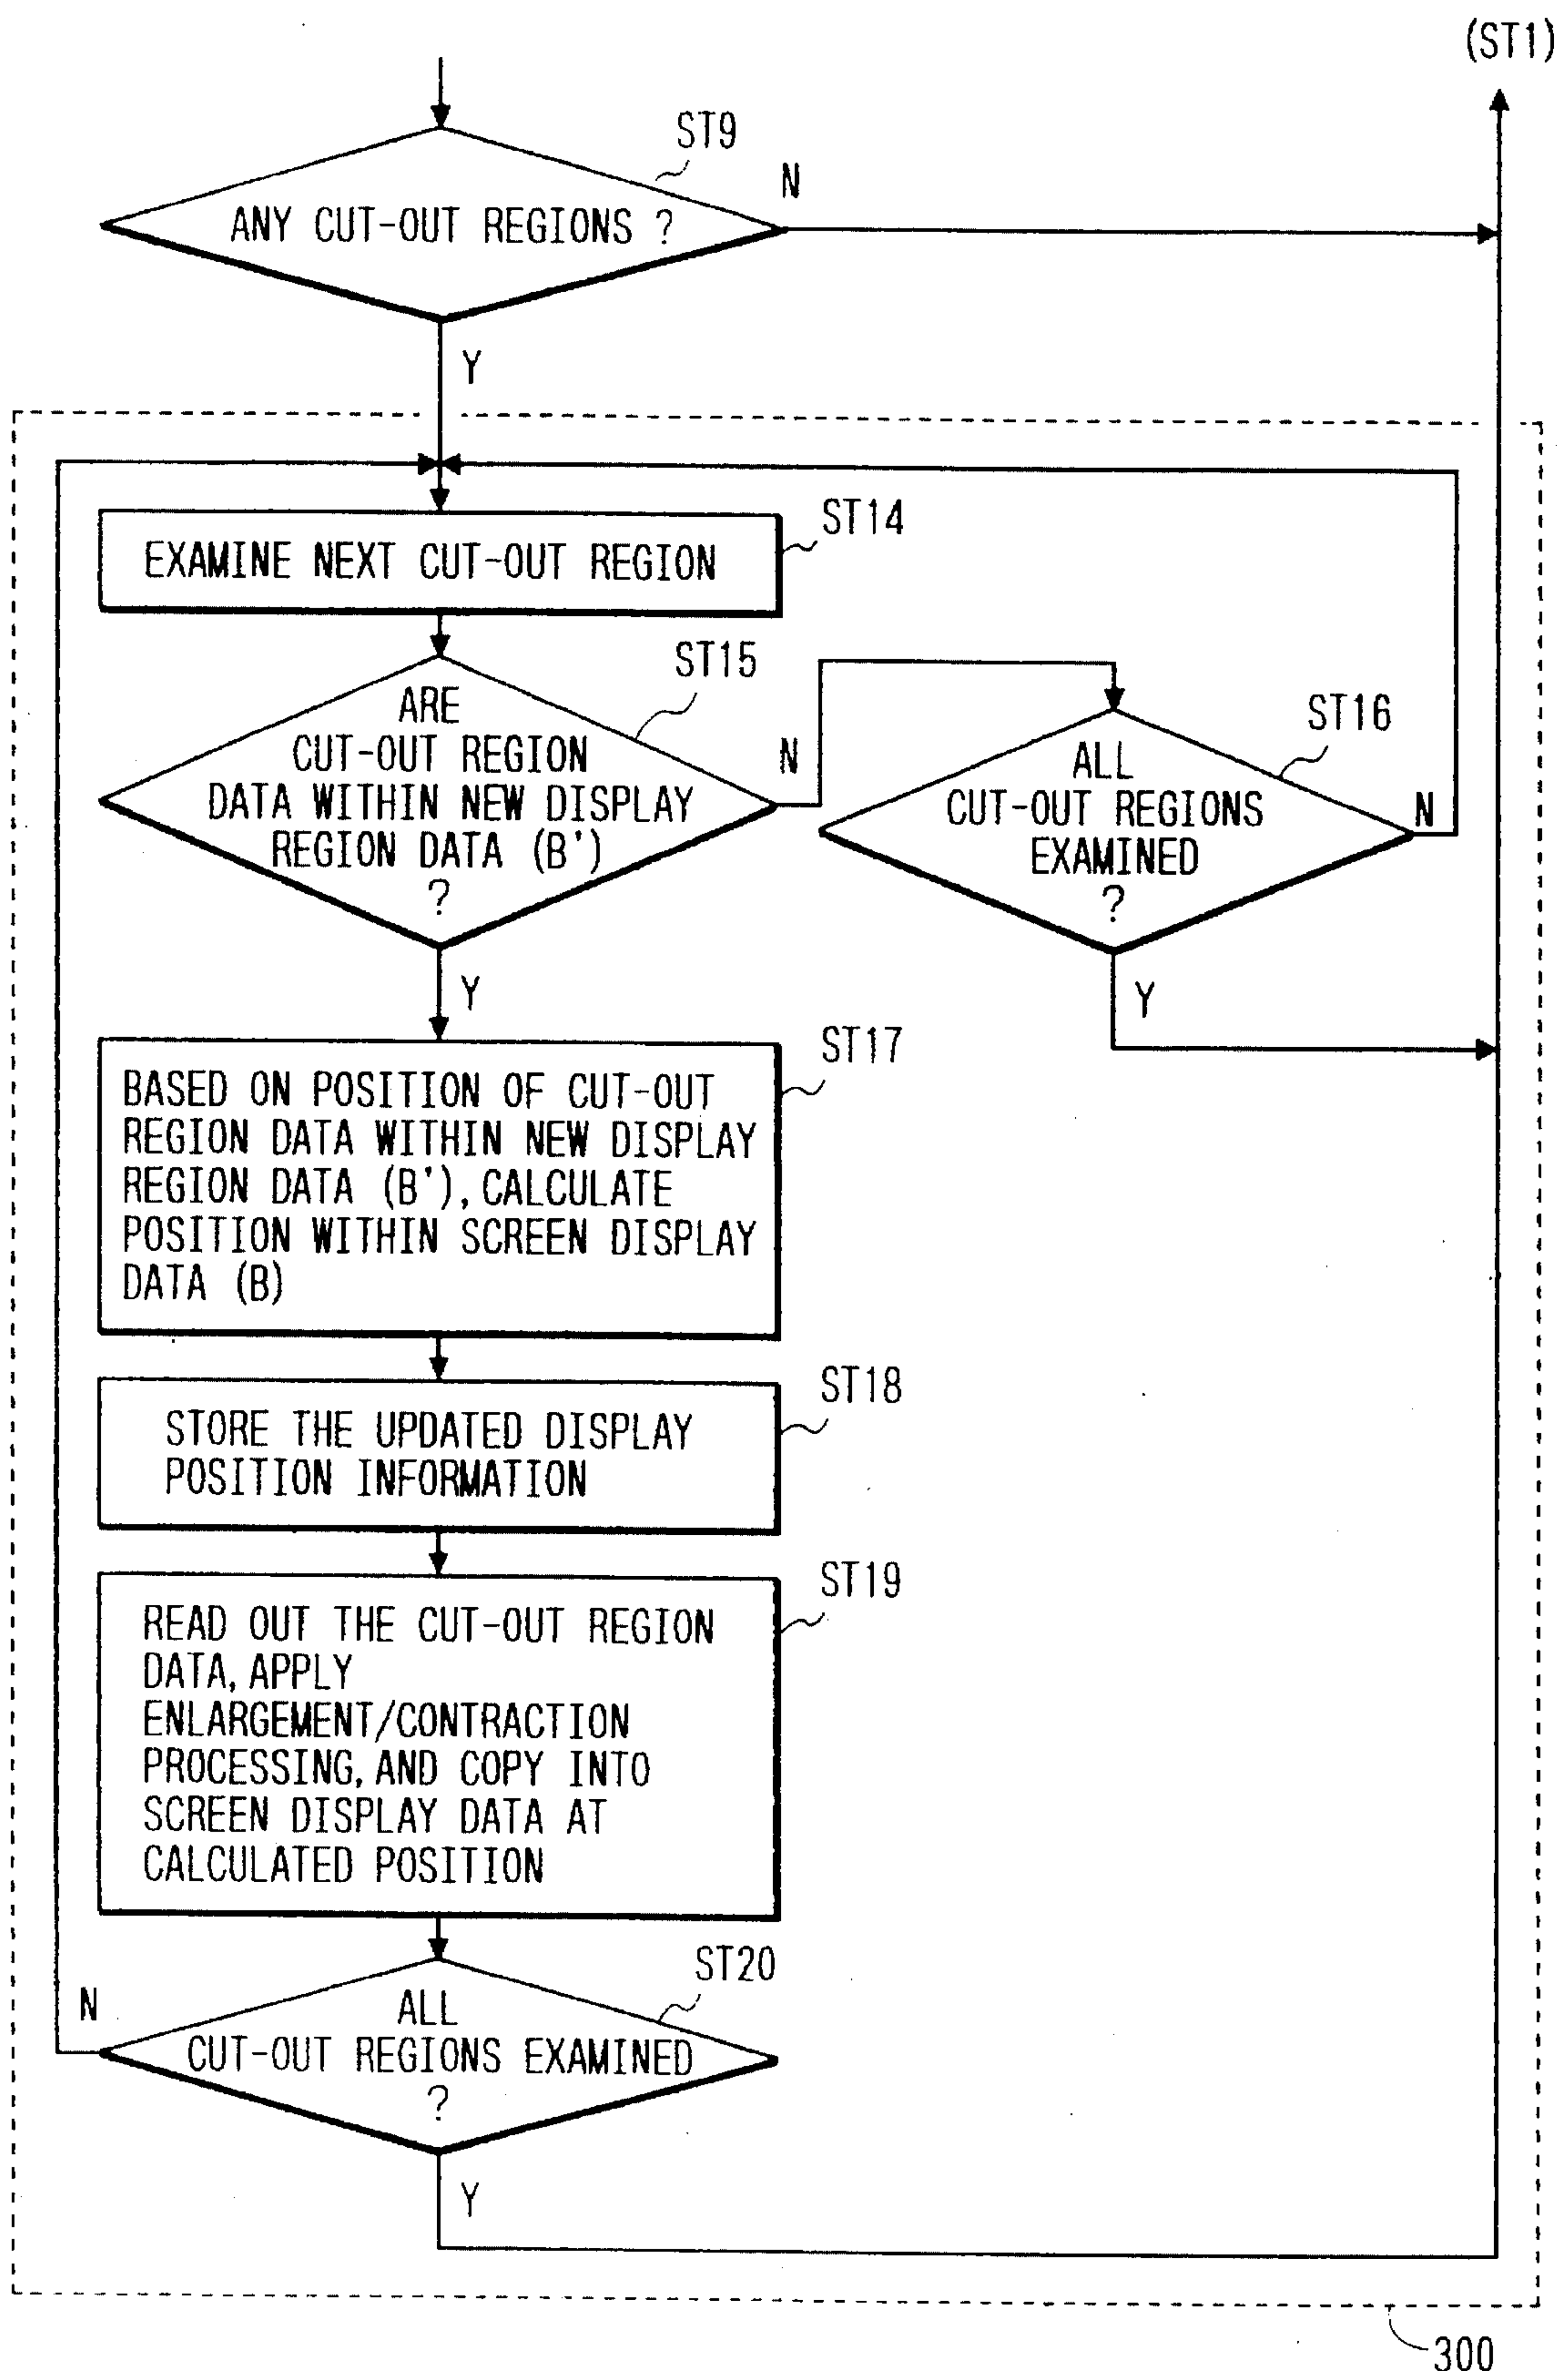 (ST1)
ST9
N
ANY CUT-OUT REGIONS ?
Y
ST14
EXAMINE NEXT CUT-OUT REGION
ST15
ARE
CUT-OUT REGION
DATA WITHIN NEW DISPLAY
REGION DATA (B')
?
N
ST16
ALL
CUT-OUT REGIONS
EXAMINED
?
N
Y
Y
ST17
BASED ON POSITION OF CUT-OUT
REGION DATA WITHIN NEW DISPLAY
REGION DATA (B'), CALCULATE
POSITION WITHIN SCREEN DISPLAY
DATA (B)
ST18
STORE THE UPDATED DISPLAY
POSITION INFORMATION
ST19
READ OUT THE CUT-OUT REGION
DATA, APPLY
ENLARGEMENT/CONTRACTION
PROCESSING, AND COPY INTO
SCREEN DISPLAY DATA AT
CALCULATED POSITION
ST20
N
ALL
CUT-OUT REGIONS EXAMINED
?
Y
300